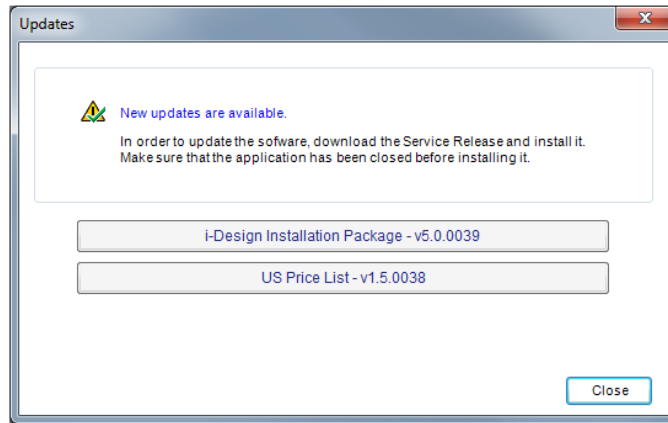 Updates
New updates are available.
In order to update the sofware, download the Service Release and install it.
Make sure that the application has been closed before installing it.
i-Design Installation Package - v5.0.0039
US Price List - v1.5.0038
Close